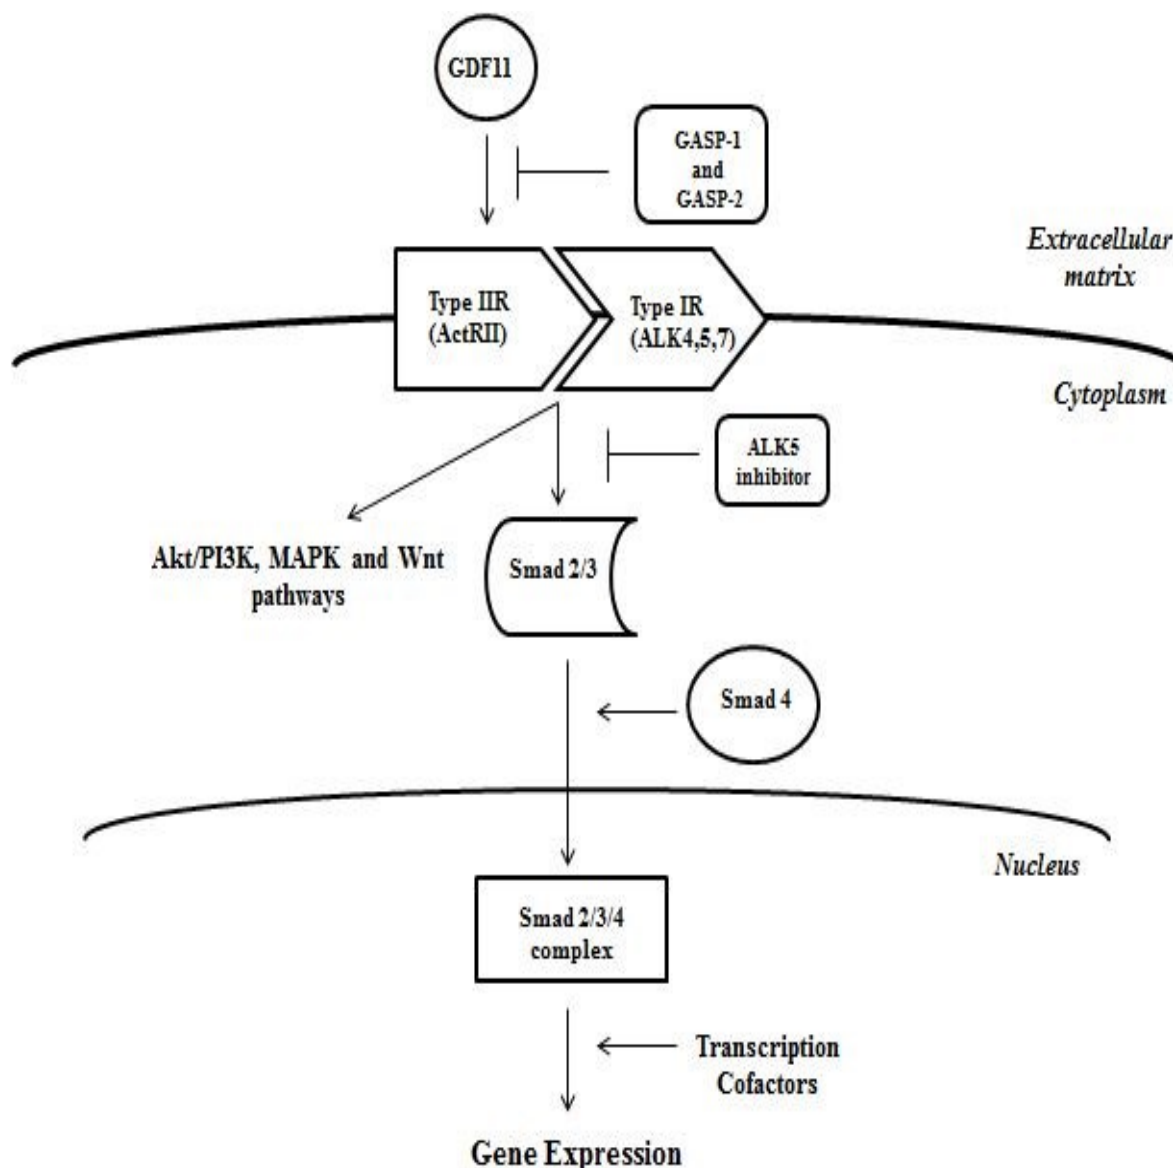 GDF11
GASP-1
and
GASP-2
Extracellular
matrix
Type IIR
(ActRII)
Type IR
(ALK4,5,7)
Cytoplasm
ALK5
inhibitor
Akt/PI3K, MAPK and Wnt
pathways
Smad 2/3
Smad 4
Nucleus
Smad 2/3/4
complex
Transcription
Cofactors
Gene Expression